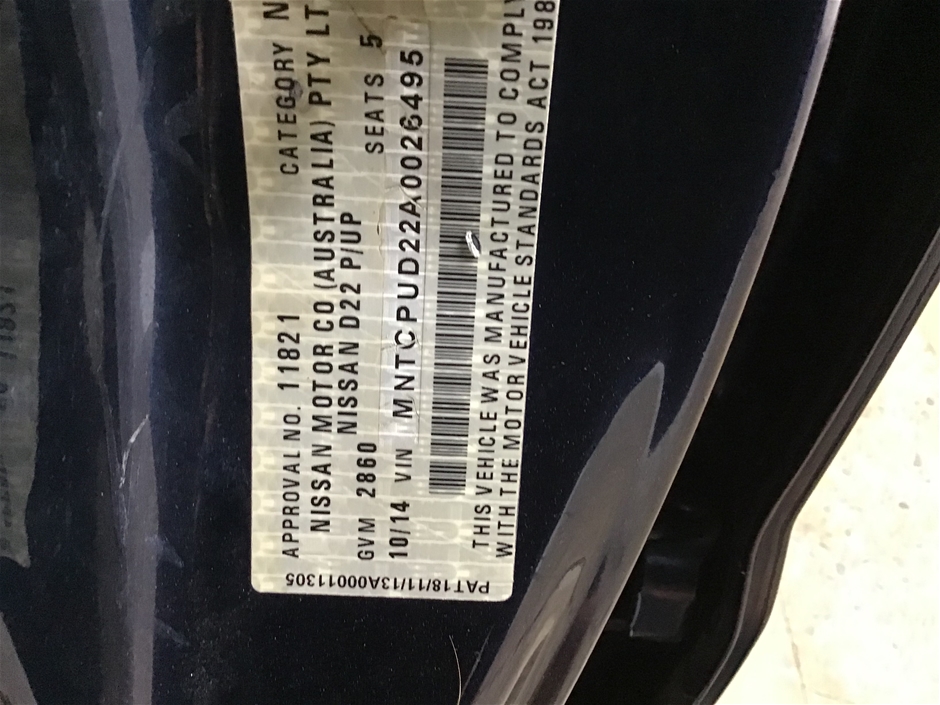 APPROVAL NO. 11821 CATEGORY N
NISSAN MOTOR CO (AUSTRALIA) PTY LT
NISSAN D22 P/UP
GVM 2860 SEATS 5
10/14 VIN MNTCPUD22A0026495
THIS VEHICLE WAS MANUFACTURED TO COMPLY
WITH THE MOTOR VEHICLE STANDARDS ACT 198
PAT18/11/13A00011305